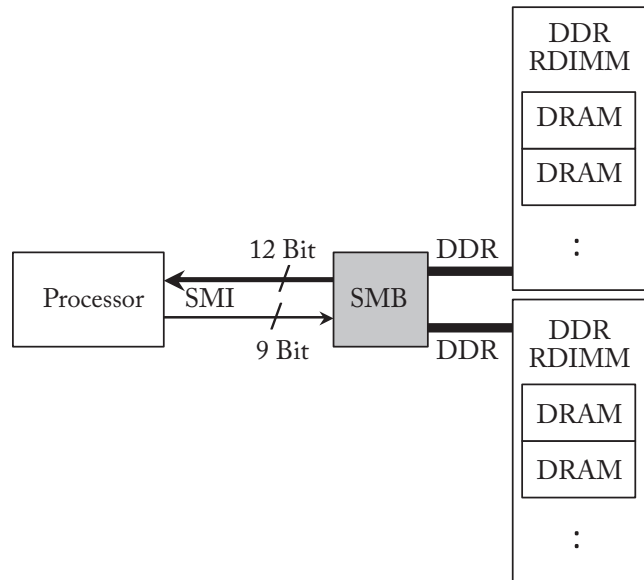 DDR
RDIMM
DRAM
DRAM
:
12 Bit
DDR
Processor
SMI
SMB
9 Bit
DDR
DDR
RDIMM
DRAM
DRAM
: